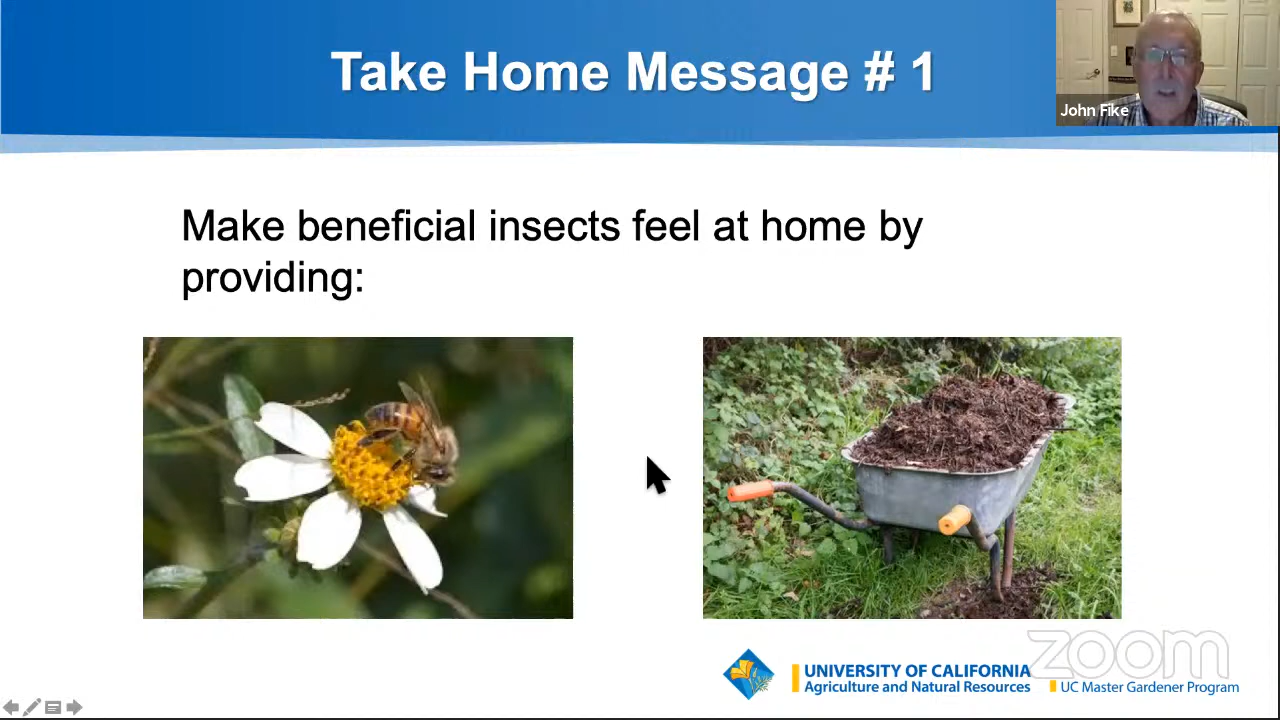 Take Home Message # 1
John Fike
Make beneficial insects feel at home by
providing:
zoom
UNIVERSITY OF CALIFORNIA
Agriculture and Natural Resources
UC Master Gardener Program